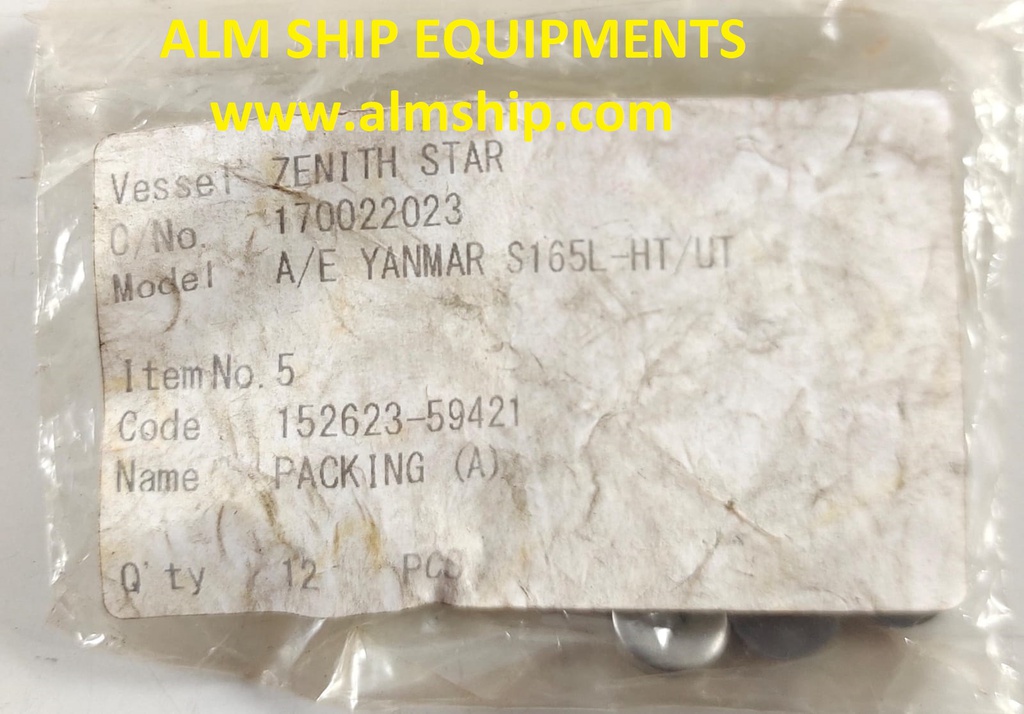 ALM SHIP EQUIPMENTS
www.almship.com
Vessel ZENITH STAR
C/No. 170022023
Model A/E YANMAR S165L-HT/UT
Item No. 5
Code 152623-59421
Name PACKING (A)
Q'ty 12 PCS